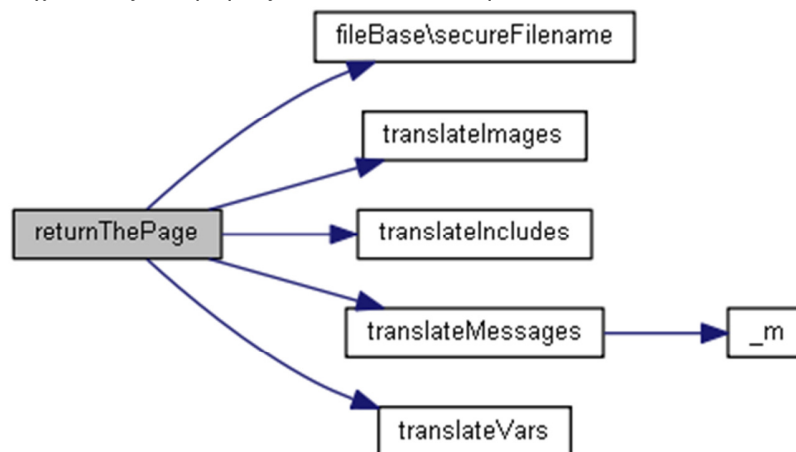 fileBase\secureFilename
translateImages
returnThePage
translateIncludes
translateMessages
_m
translateVars